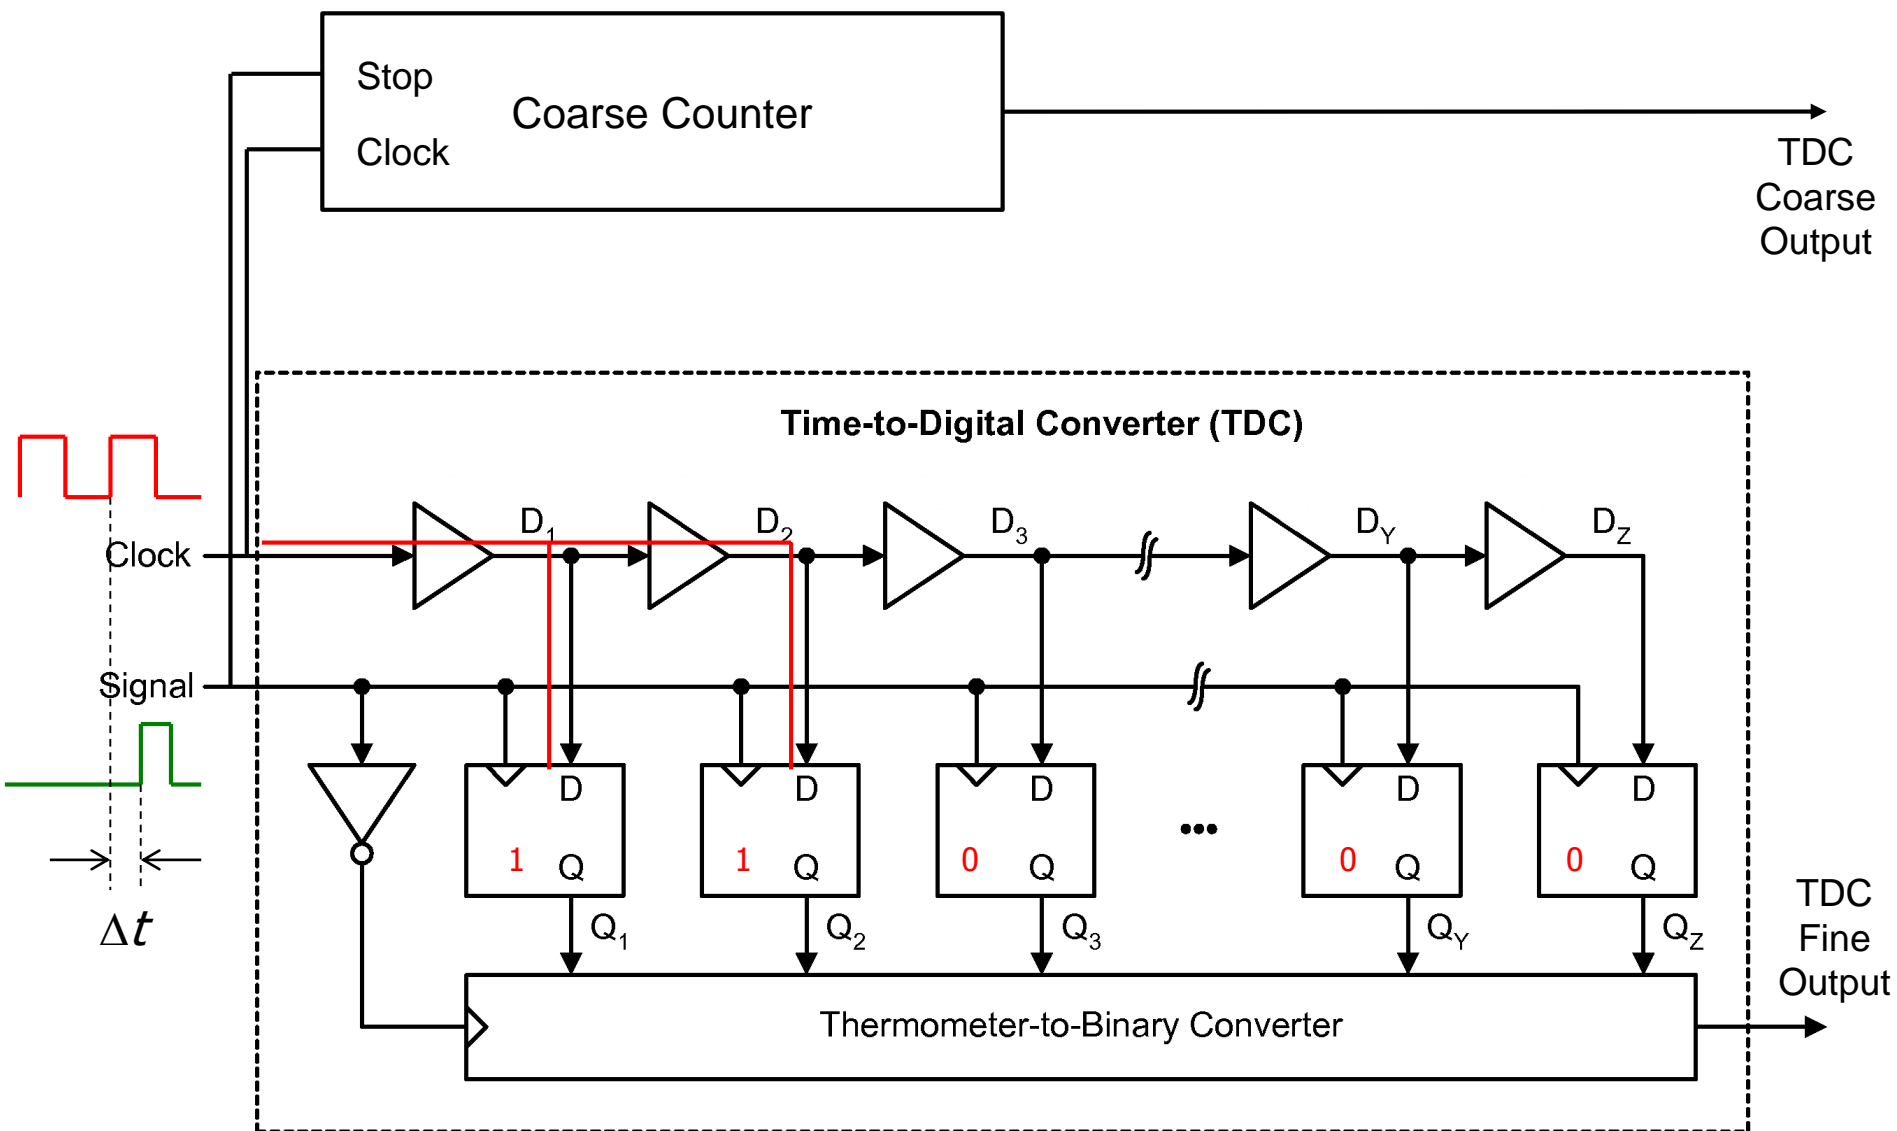 Stop
Coarse Counter
Clock
TDC
Coarse
Output
Time-to-Digital Converter (TDC)
D1
D2
D3
DY
DZ
Clock
Signal
D
D
D
D
D
1 Q
1 Q
0 Q
0 Q
0 Q
Δt
Q1
Q2
Q3
QY
QZ
TDC
Fine
Output
Thermometer-to-Binary Converter